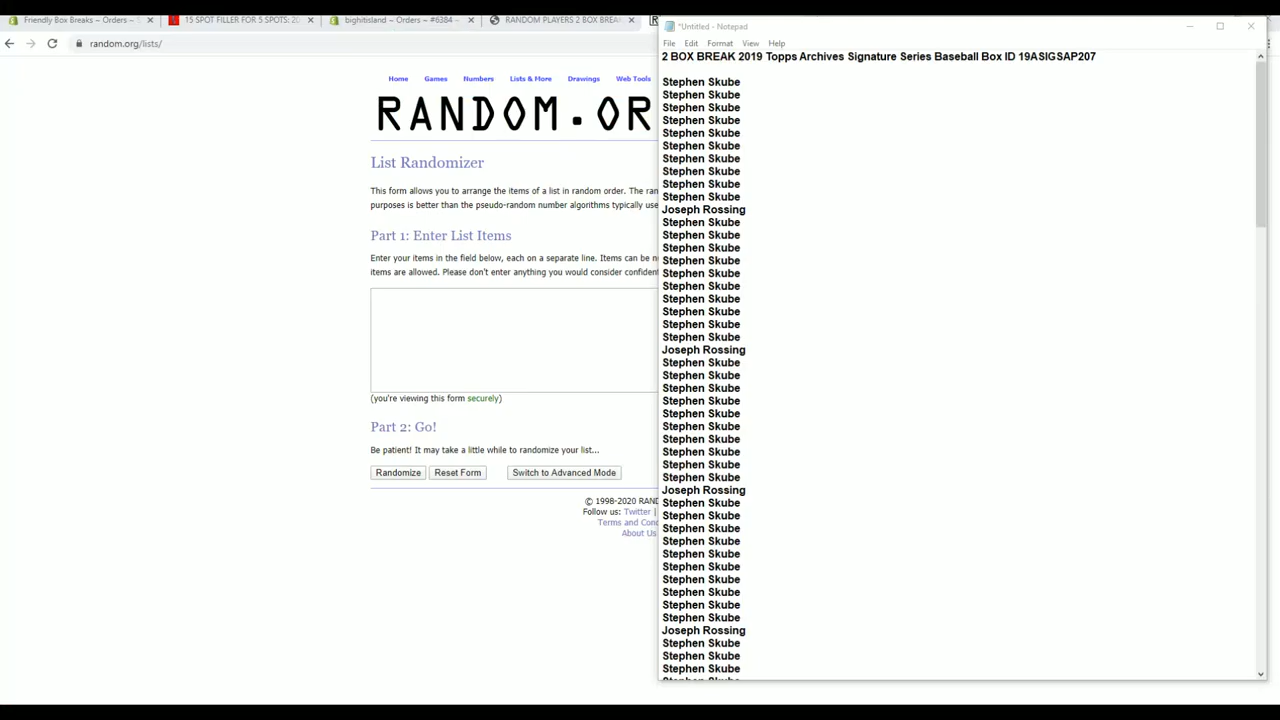 Friendly Box Breaks – Orders –
15 SPOT FILLER FOR 5 SPOTS: 20
bighitisland – Orders – #6384 –
RANDOM PLAYERS 2 BOX BREA
random.org/lists/
Home Games Numbers Lists & More Drawings Web Tools
RANDOM.OR
List Randomizer
This form allows you to arrange the items of a list in random order. The ran
purposes is better than the pseudo-random number algorithms typically use
Part 1: Enter List Items
Enter your items in the field below, each on a separate line. Items can be nu
items are allowed. Please don't enter anything you would consider confident
(you're viewing this form securely)
Part 2: Go!
Be patient! It may take a little while to randomize your list...
Randomize Reset Form Switch to Advanced Mode
© 1998-2020 RAND
Follow us: Twitter |
Terms and Cond
About Us
*Untitled - Notepad
File Edit Format View Help
2 BOX BREAK 2019 Topps Archives Signature Series Baseball Box ID 19ASIGSAP207
Stephen Skube
Stephen Skube
Stephen Skube
Stephen Skube
Stephen Skube
Stephen Skube
Stephen Skube
Stephen Skube
Stephen Skube
Stephen Skube
Joseph Rossing
Stephen Skube
Stephen Skube
Stephen Skube
Stephen Skube
Stephen Skube
Stephen Skube
Stephen Skube
Stephen Skube
Stephen Skube
Stephen Skube
Joseph Rossing
Stephen Skube
Stephen Skube
Stephen Skube
Stephen Skube
Stephen Skube
Stephen Skube
Stephen Skube
Stephen Skube
Stephen Skube
Stephen Skube
Joseph Rossing
Stephen Skube
Stephen Skube
Stephen Skube
Stephen Skube
Stephen Skube
Stephen Skube
Stephen Skube
Stephen Skube
Stephen Skube
Stephen Skube
Joseph Rossing
Stephen Skube
Stephen Skube
Stephen Skube